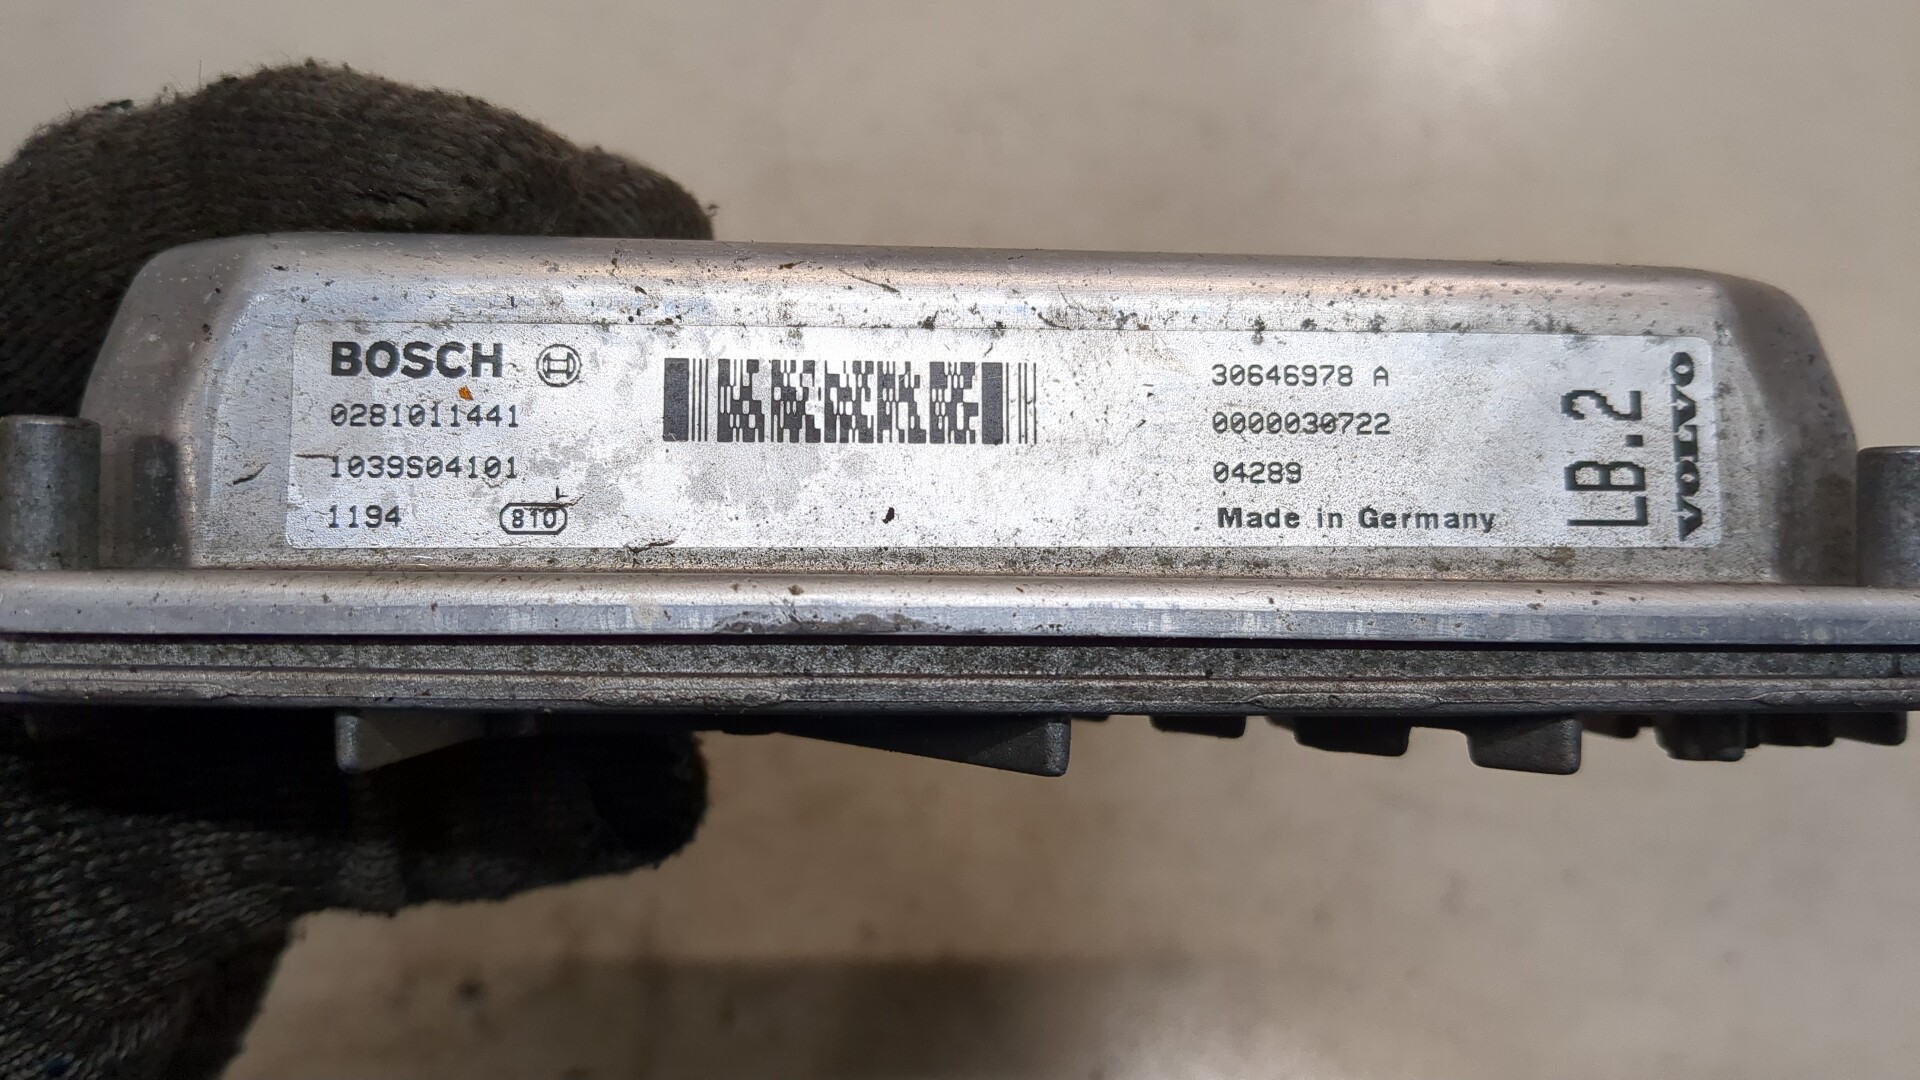 BOSCH
0281011441
1039S04101
1194
810
30646978 A
0000030722
04289
Made in Germany
LB.2
VOLVO